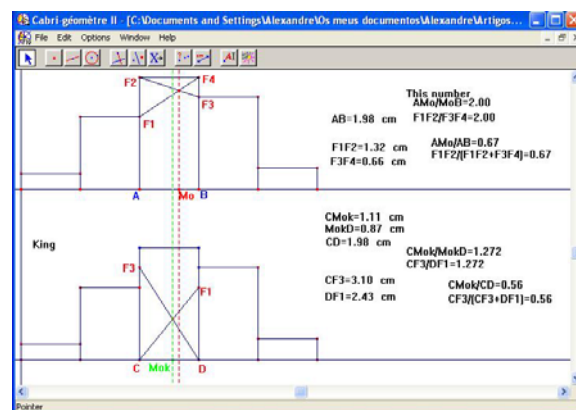 Cabri-géomètre II - [C:\Documents and Settings\Alexandre\Os meus documentos\Alexandre\Artigos...
File Edit Options Window Help
F2
F4
F3
F1
This number
AMo/MoB=2.00
AB=1.98 cm
F1F2/F3F4=2.00
F1F2=1.32 cm
AMo/AB=0.67
F3F4=0.66 cm
F1F2/(F1F2+F3F4)=0.67
A
Mo
B
King
CMok=1.11 cm
MokD=0.87 cm
CD=1.98 cm
CMok/MokD=1.272
CF3/DF1=1.272
F3
F1
CF3=3.10 cm
CMok/CD=0.56
DF1=2.43 cm
CF3/(CF3+DF1)=0.56
C
Mok
D
Pointer